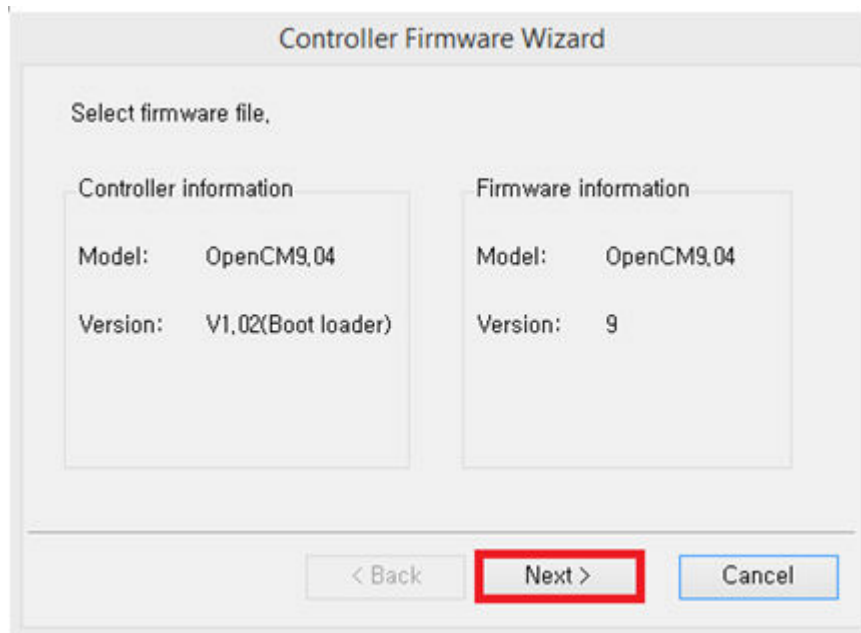 Controller Firmware Wizard
Select firmware file,
Controller information
Model: OpenCM9,04
Version: V1,02(Boot loader)
Firmware information
Model: OpenCM9,04
Version: 9
< Back
Next >
Cancel